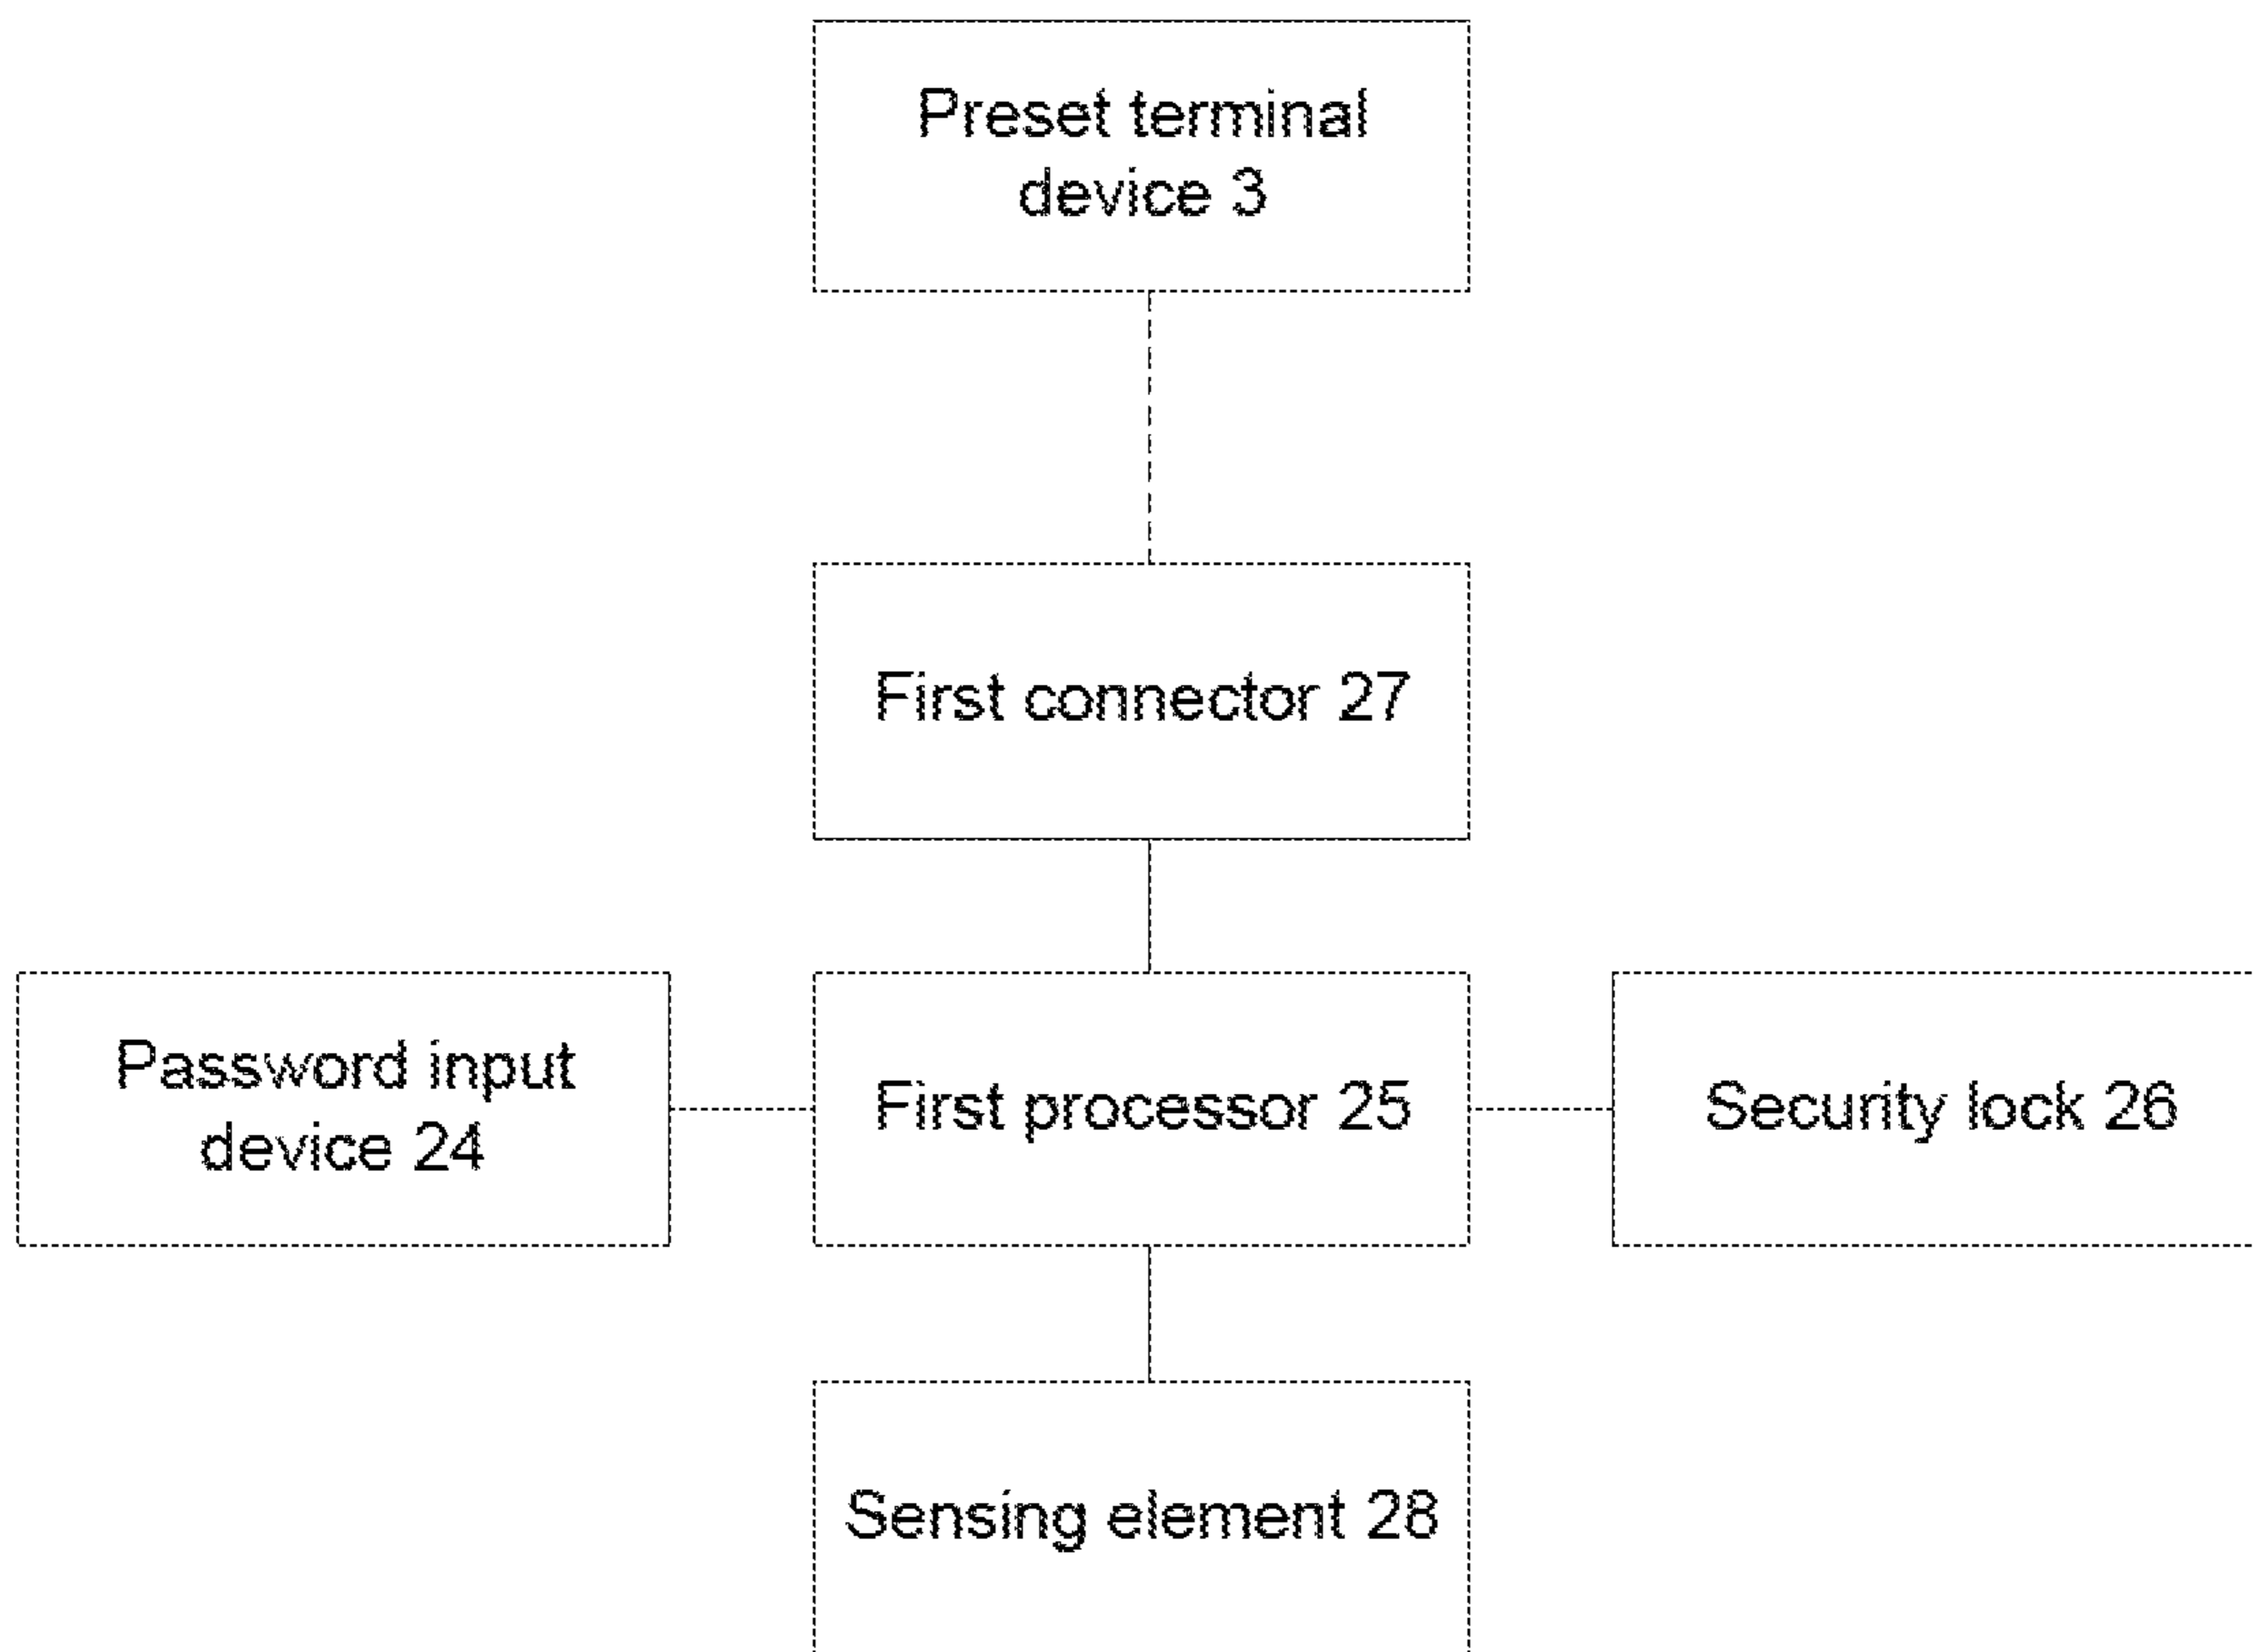 Preset terminal
device 3
First connector 27
Password input
device 24
First processor 25
Security lock 26
Sensing element 28